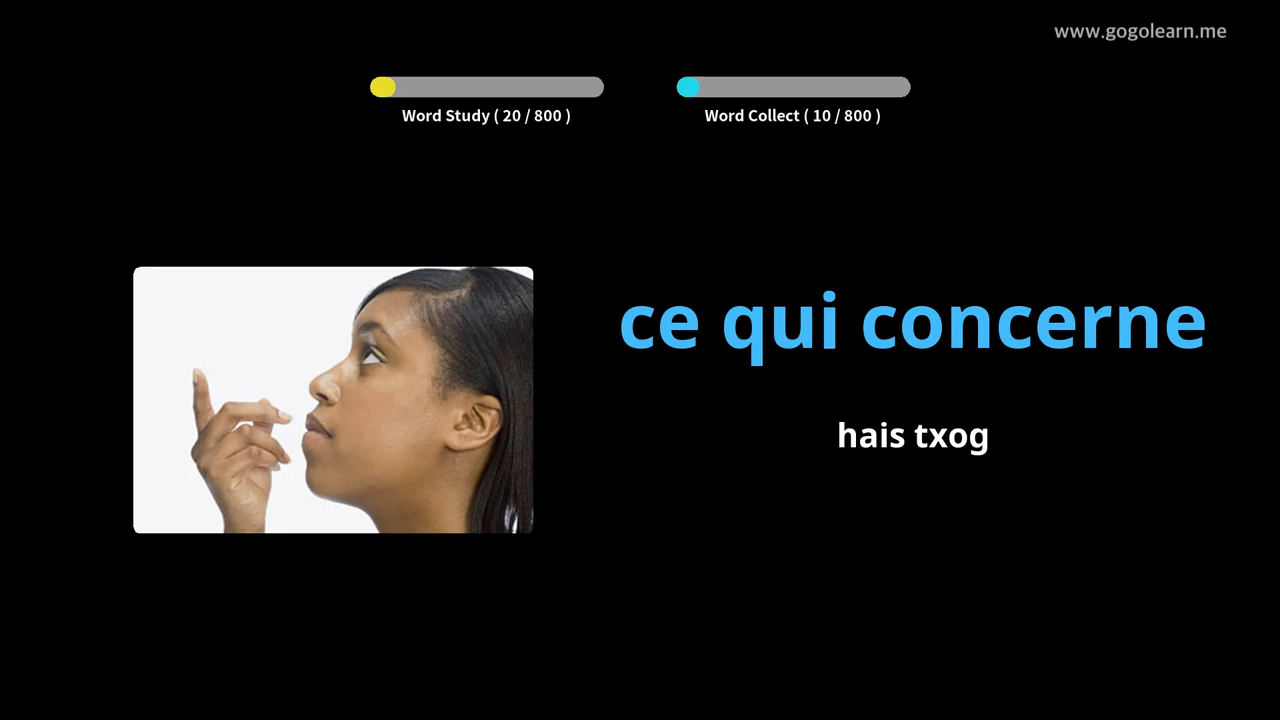 www.gogolearn.me
Word Study ( 20 / 800 )
Word Collect ( 10 / 800 )
ce qui concerne
hais txog